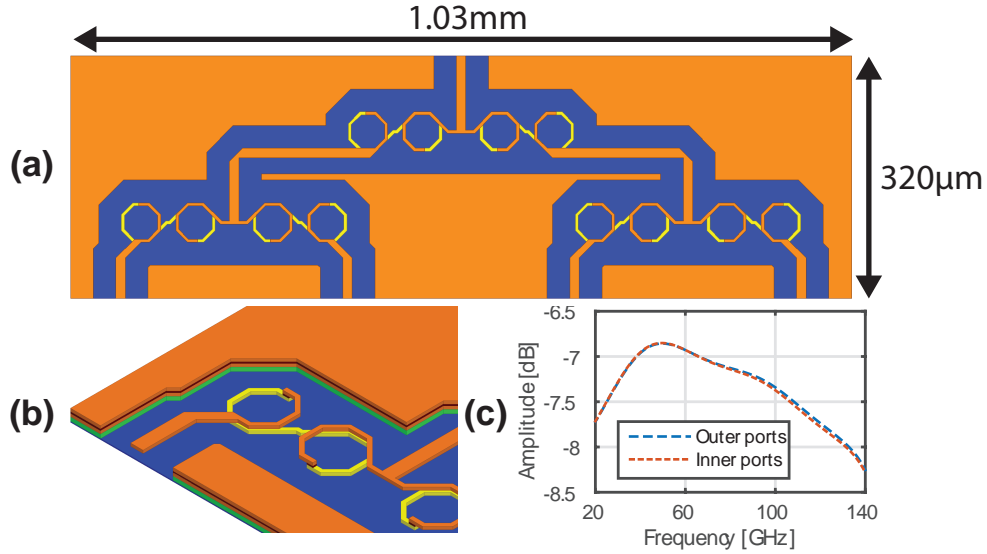 1.03mm
(a)
320µm
(b)
(c)
Amplitude [dB]
-6.5
-7
-7.5
-8
-8.5
Outer ports
Inner ports
20
60
100
140
Frequency [GHz]